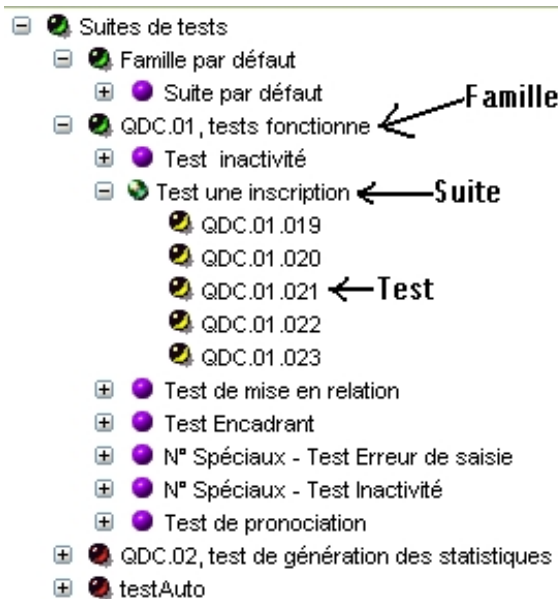 Suites de tests
Famille par défaut
Suite par défaut
Famille
QDC.01, tests fonctionne
Test inactivité
Test une inscription
Suite
QDC.01.019
QDC.01.020
QDC.01.021
Test
QDC.01.022
QDC.01.023
Test de mise en relation
Test Encadrant
N° Spéciaux - Test Erreur de saisie
N° Spéciaux - Test Inactivité
Test de pronociation
QDC.02, test de génération des statistiques
testAuto